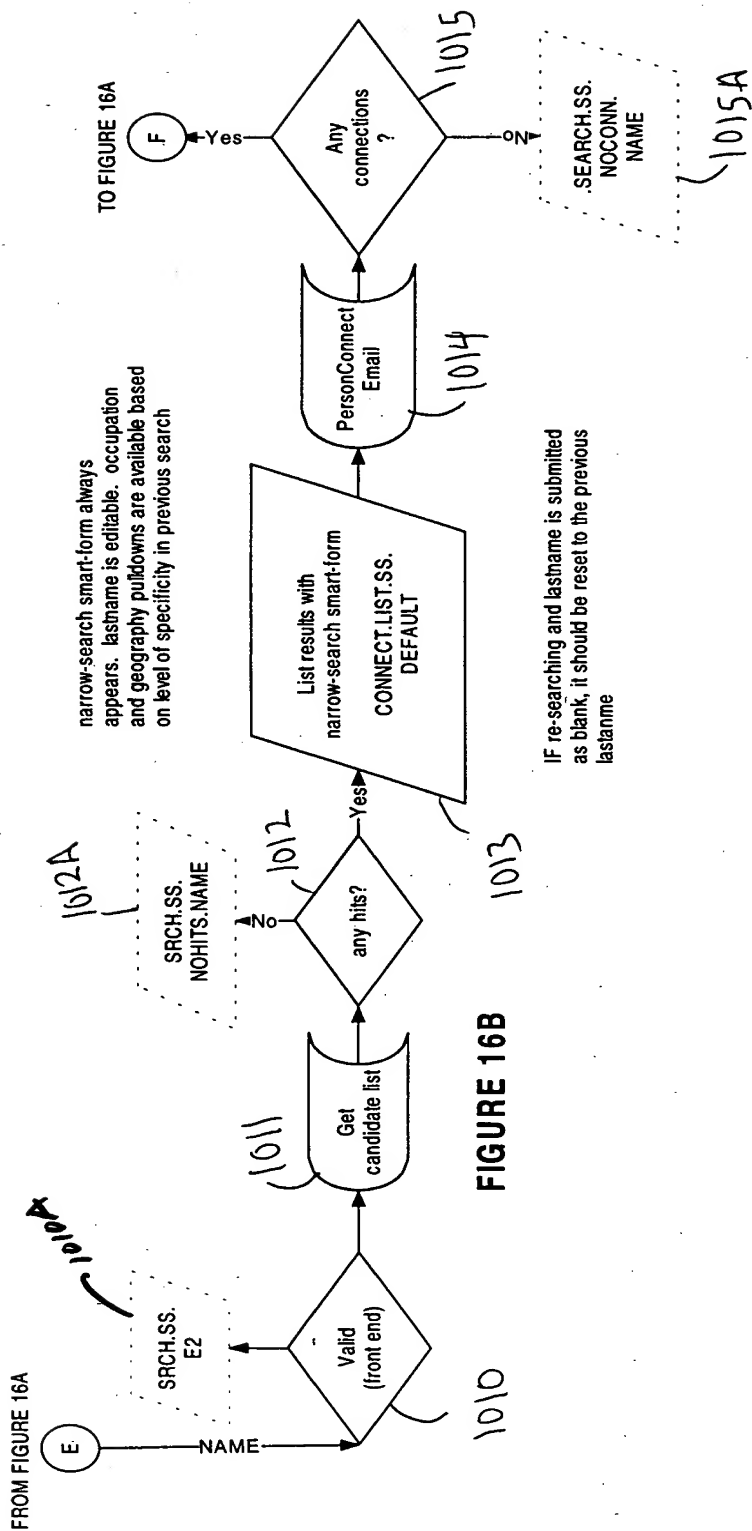 FROM FIGURE 16A
E
NAME
1010A
SRCH.SS.
E2
Valid
(front end)
1010
1011
Get
candidate list
1012A
SRCH.SS.
NOHITS.NAME
No
1012
any hits?
Yes
narrow-search smart-form always
appears. lastname is editable. occupation
and geography pulldowns are available based
on level of specificity in previous search
List results with
narrow-search smart-form
CONNECT.LIST.SS.
DEFAULT
1013
IF re-searching and lastname is submitted
as blank, it should be reset to the previous
lastanme
PersonConnect
Email
1014
TO FIGURE 16A
F
Yes
Any
connections
?
1015
No
.SEARCH.SS.
NOCONN.
NAME
1015A
FIGURE 16B